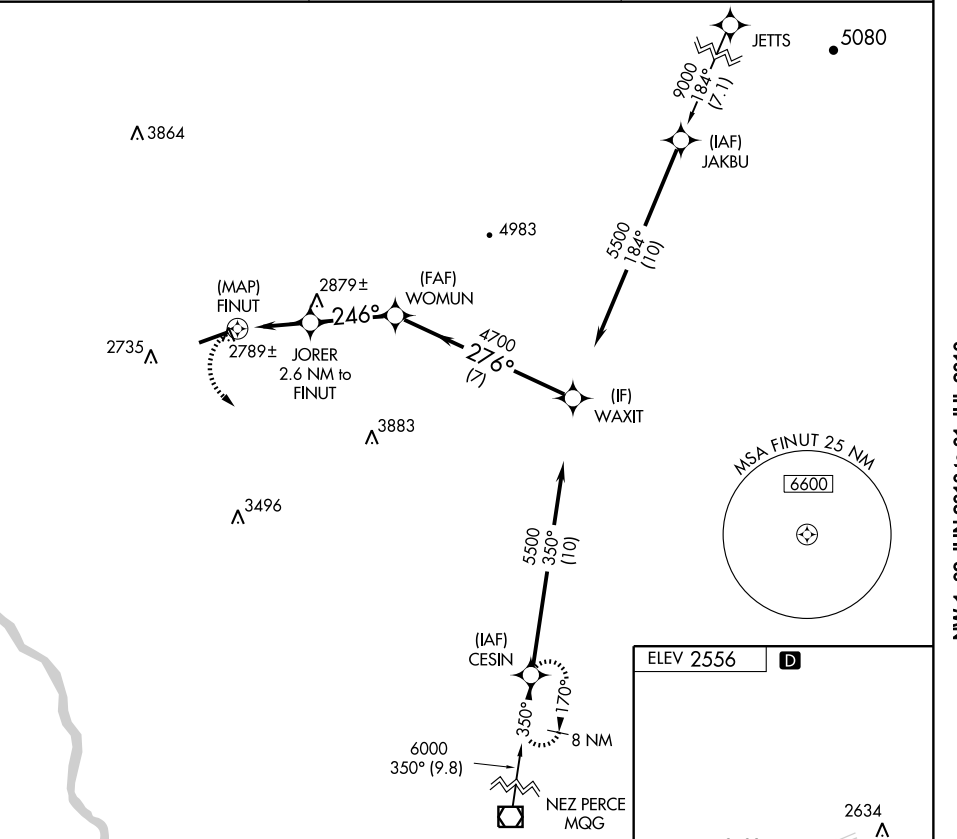 JETTS
5080
9000
184°
(7.1)
3864
(IAF)
JAKBU
4983
5500
184°
(10)
(FAF)
WOMUN
(MAP)
FINUT
2879±
246°
4700
276°
(7)
2735
2789±
JORER
2.6 NM to
FINUT
(IF)
WAXIT
3883
MSA FINUT 25 NM
6600
3496
5500
350°
(10)
(IAF)
CESIN
ELEV 2556
D
350°
170°
8 NM
6000
350° (9.8)
NEZ PERCE
MQG
2634